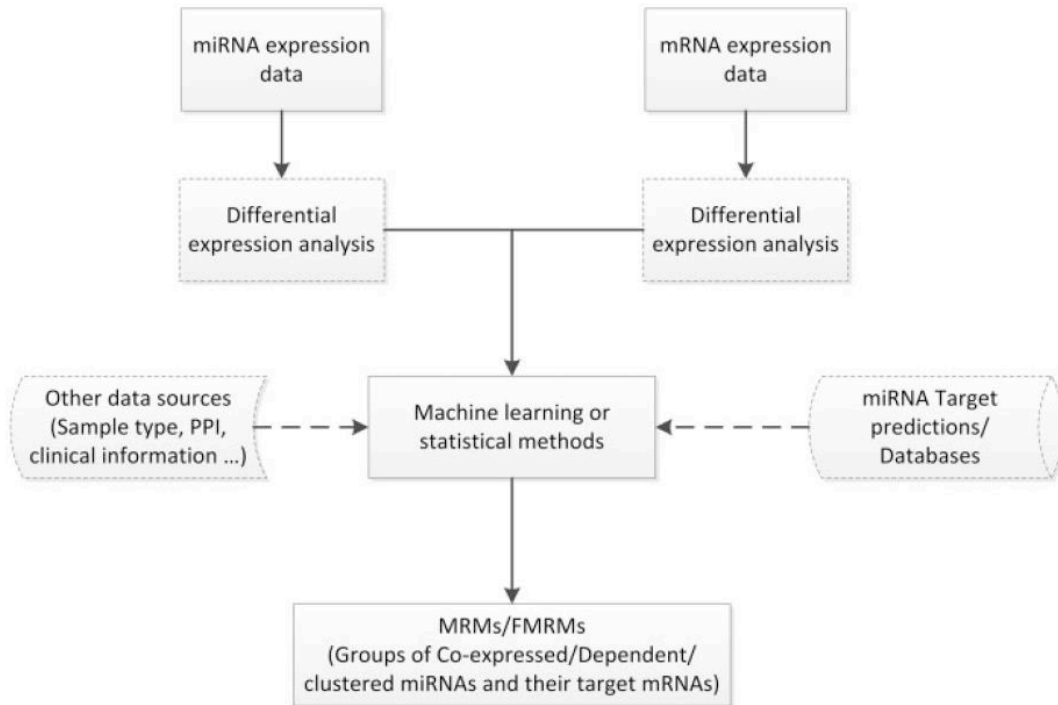 miRNA expression
data
mRNA expression
data
Differential
expression analysis
Differential
expression analysis
Other data sources
(Sample type, PPI,
clinical information ...)
Machine learning or
statistical methods
miRNA Target
predictions/
Databases
MRMs/FMRMs
(Groups of Co-expressed/Dependent/
clustered miRNAs and their target mRNAs)